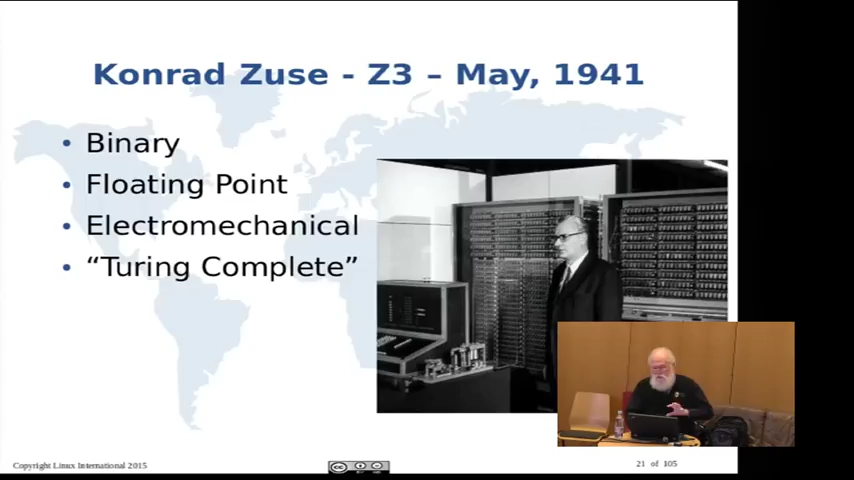 Konrad Zuse - Z3 – May, 1941
• Binary
• Floating Point
• Electromechanical
• “Turing Complete”
Copyright Linux International 2015
21 of 105